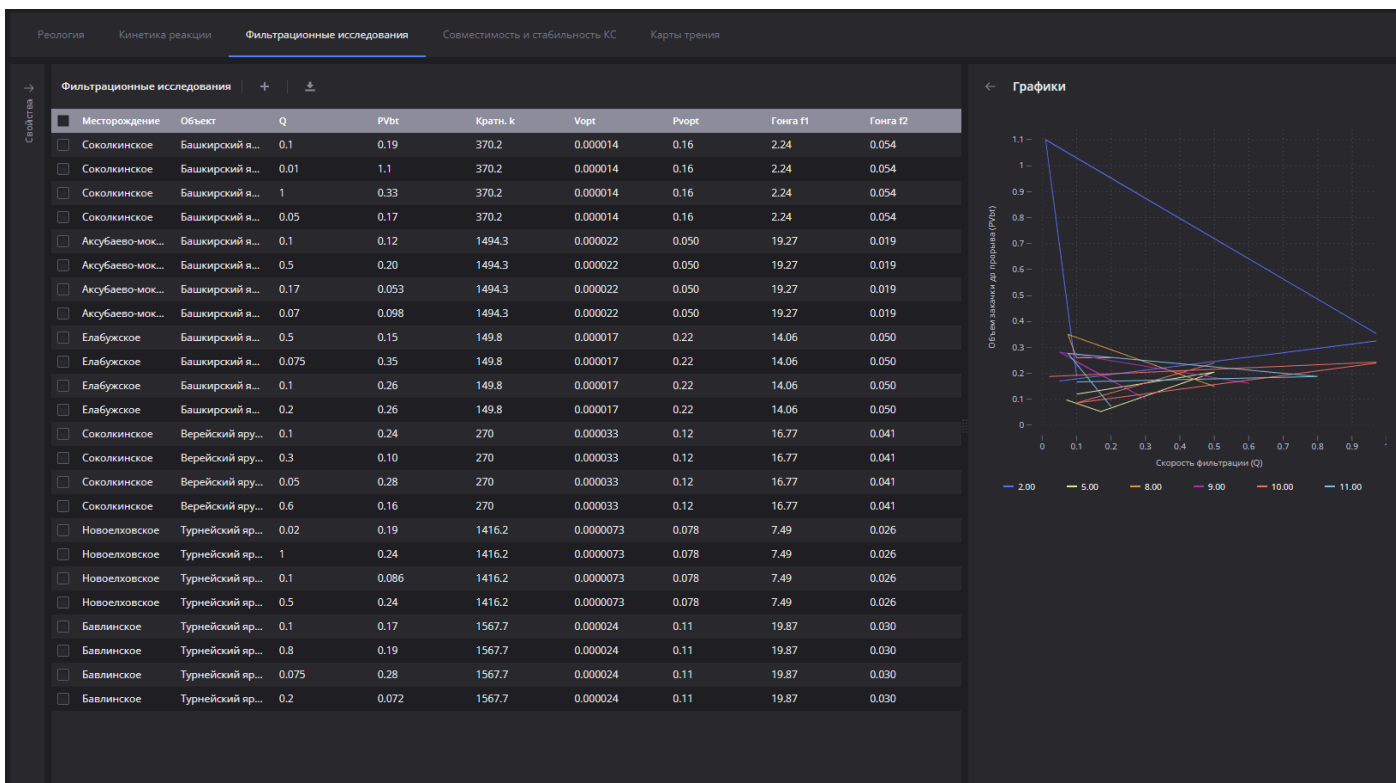 Реология Кинетика реакции Фильтрационные исследования Совместимость и стабильность КС Карты трения
→ Свойства
Фильтрационные исследования +
Месторождение Объект Q PVbt Кратн. k Vopt Pvopt Гонга f1 Гонга f2
Соколкинское Башкирский я... 0.1 0.19 370.2 0.000014 0.16 2.24 0.054
Соколкинское Башкирский я... 0.01 1.1 370.2 0.000014 0.16 2.24 0.054
Соколкинское Башкирский я... 1 0.33 370.2 0.000014 0.16 2.24 0.054
Соколкинское Башкирский я... 0.05 0.17 370.2 0.000014 0.16 2.24 0.054
Аксубаево-мок... Башкирский я... 0.1 0.12 1494.3 0.000022 0.050 19.27 0.019
Аксубаево-мок... Башкирский я... 0.5 0.20 1494.3 0.000022 0.050 19.27 0.019
Аксубаево-мок... Башкирский я... 0.17 0.053 1494.3 0.000022 0.050 19.27 0.019
Аксубаево-мок... Башкирский я... 0.07 0.098 1494.3 0.000022 0.050 19.27 0.019
Елабужское Башкирский я... 0.5 0.15 149.8 0.000017 0.22 14.06 0.050
Елабужское Башкирский я... 0.075 0.35 149.8 0.000017 0.22 14.06 0.050
Елабужское Башкирский я... 0.1 0.26 149.8 0.000017 0.22 14.06 0.050
Елабужское Башкирский я... 0.2 0.26 149.8 0.000017 0.22 14.06 0.050
Соколкинское Верейский яру... 0.1 0.24 270 0.000033 0.12 16.77 0.041
Соколкинское Верейский яру... 0.3 0.10 270 0.000033 0.12 16.77 0.041
Соколкинское Верейский яру... 0.05 0.28 270 0.000033 0.12 16.77 0.041
Соколкинское Верейский яру... 0.6 0.16 270 0.000033 0.12 16.77 0.041
Новоелховское Турнейский яр... 0.02 0.19 1416.2 0.0000073 0.078 7.49 0.026
Новоелховское Турнейский яр... 1 0.24 1416.2 0.0000073 0.078 7.49 0.026
Новоелховское Турнейский яр... 0.1 0.086 1416.2 0.0000073 0.078 7.49 0.026
Новоелховское Турнейский яр... 0.5 0.24 1416.2 0.0000073 0.078 7.49 0.026
Бавлинское Турнейский яр... 0.1 0.17 1567.7 0.000024 0.11 19.87 0.030
Бавлинское Турнейский яр... 0.8 0.19 1567.7 0.000024 0.11 19.87 0.030
Бавлинское Турнейский яр... 0.075 0.28 1567.7 0.000024 0.11 19.87 0.030
Бавлинское Турнейский яр... 0.2 0.072 1567.7 0.000024 0.11 19.87 0.030
← Графики
Объем закачки до прорыва (PVbt)
1.1
1
0.9
0.8
0.7
0.6
0.5
0.4
0.3
0.2
0.1
0
0 0.1 0.2 0.3 0.4 0.5 0.6 0.7 0.8 0.9
Скорость фильтрации (Q)
2.00 5.00 8.00 9.00 10.00 11.00